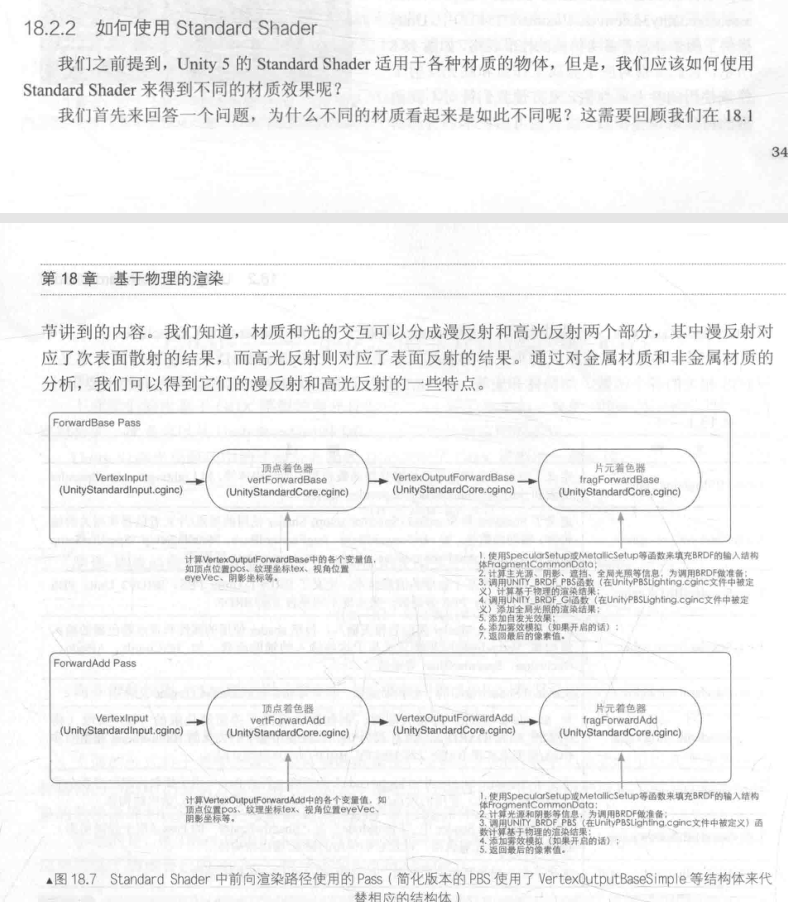 18.2.2 如何使用 Standard Shader
我们之前提到，Unity 5 的 Standard Shader 适用于各种材质的物体，但是，我们应该如何使用
Standard Shader 来得到不同的材质效果呢？
我们首先来回答一个问题，为什么不同的材质看起来是如此不同呢？这需要回顾我们在 18.1
34
第 18 章 基于物理的渲染
节讲到的内容。我们知道，材质和光的交互可以分成漫反射和高光反射两个部分，其中漫反射对
应了次表面散射的结果，而高光反射则对应了表面反射的结果。通过对金属材质和非金属材质的
分析，我们可以得到它们的漫反射和高光反射的一些特点。
ForwardBase Pass
VertexInput
(UnityStandardInput.cginc)
顶点着色器
vertForwardBase
(UnityStandardCore.cginc)
VertexOutputForwardBase
(UnityStandardCore.cginc)
片元着色器
fragForwardBase
(UnityStandardCore.cginc)
计算VertexOutputForwardBase中的各个变量值，
如顶点位置pos、纹理坐标tex、视角位置
eyeVec、阴影坐标等。
1. 使用SpecularSetup或MetallicSetup等函数来填充BRDF的输入结构
体FragmentCommonData；
2. 计算主光源、阴影、遮挡、全局光照等信息，为调用BRDF做准备；
3. 调用UNITY_BRDF_PBS函数（在UnityPBSLighting.cginc文件中被定
义）计算基于物理的渲染结果；
4. 调用UNITY_BRDF_GI函数（在UnityPBSLighting.cginc文件中被定
义）添加全局光照的渲染结果；
5. 添加自发光效果；
6. 添加雾效模拟（如果开启的话）；
7. 返回最后的像素值。
ForwardAdd Pass
VertexInput
(UnityStandardInput.cginc)
顶点着色器
vertForwardAdd
(UnityStandardCore.cginc)
VertexOutputForwardAdd
(UnityStandardCore.cginc)
片元着色器
fragForwardAdd
(UnityStandardCore.cginc)
计算VertexOutputForwardAdd中的各个变量值，如
顶点位置pos、纹理坐标tex、视角位置eyeVec、
阴影坐标等。
1. 使用SpecularSetup或MetallicSetup等函数来填充BRDF的输入结构
体FragmentCommonData；
2. 计算光源和阴影等信息，为调用BRDF做准备；
3. 调用UNITY_BRDF_PBS（在UnityPBSLighting.cginc文件中被定义）函
数计算基于物理的渲染结果；
4. 添加雾效模拟（如果开启的话）；
5. 返回最后的像素值。
▲图 18.7 Standard Shader 中前向渲染路径使用的 Pass（简化版本的 PBS 使用了 VertexOutputBaseSimple 等结构体来代
替相应的结构体）